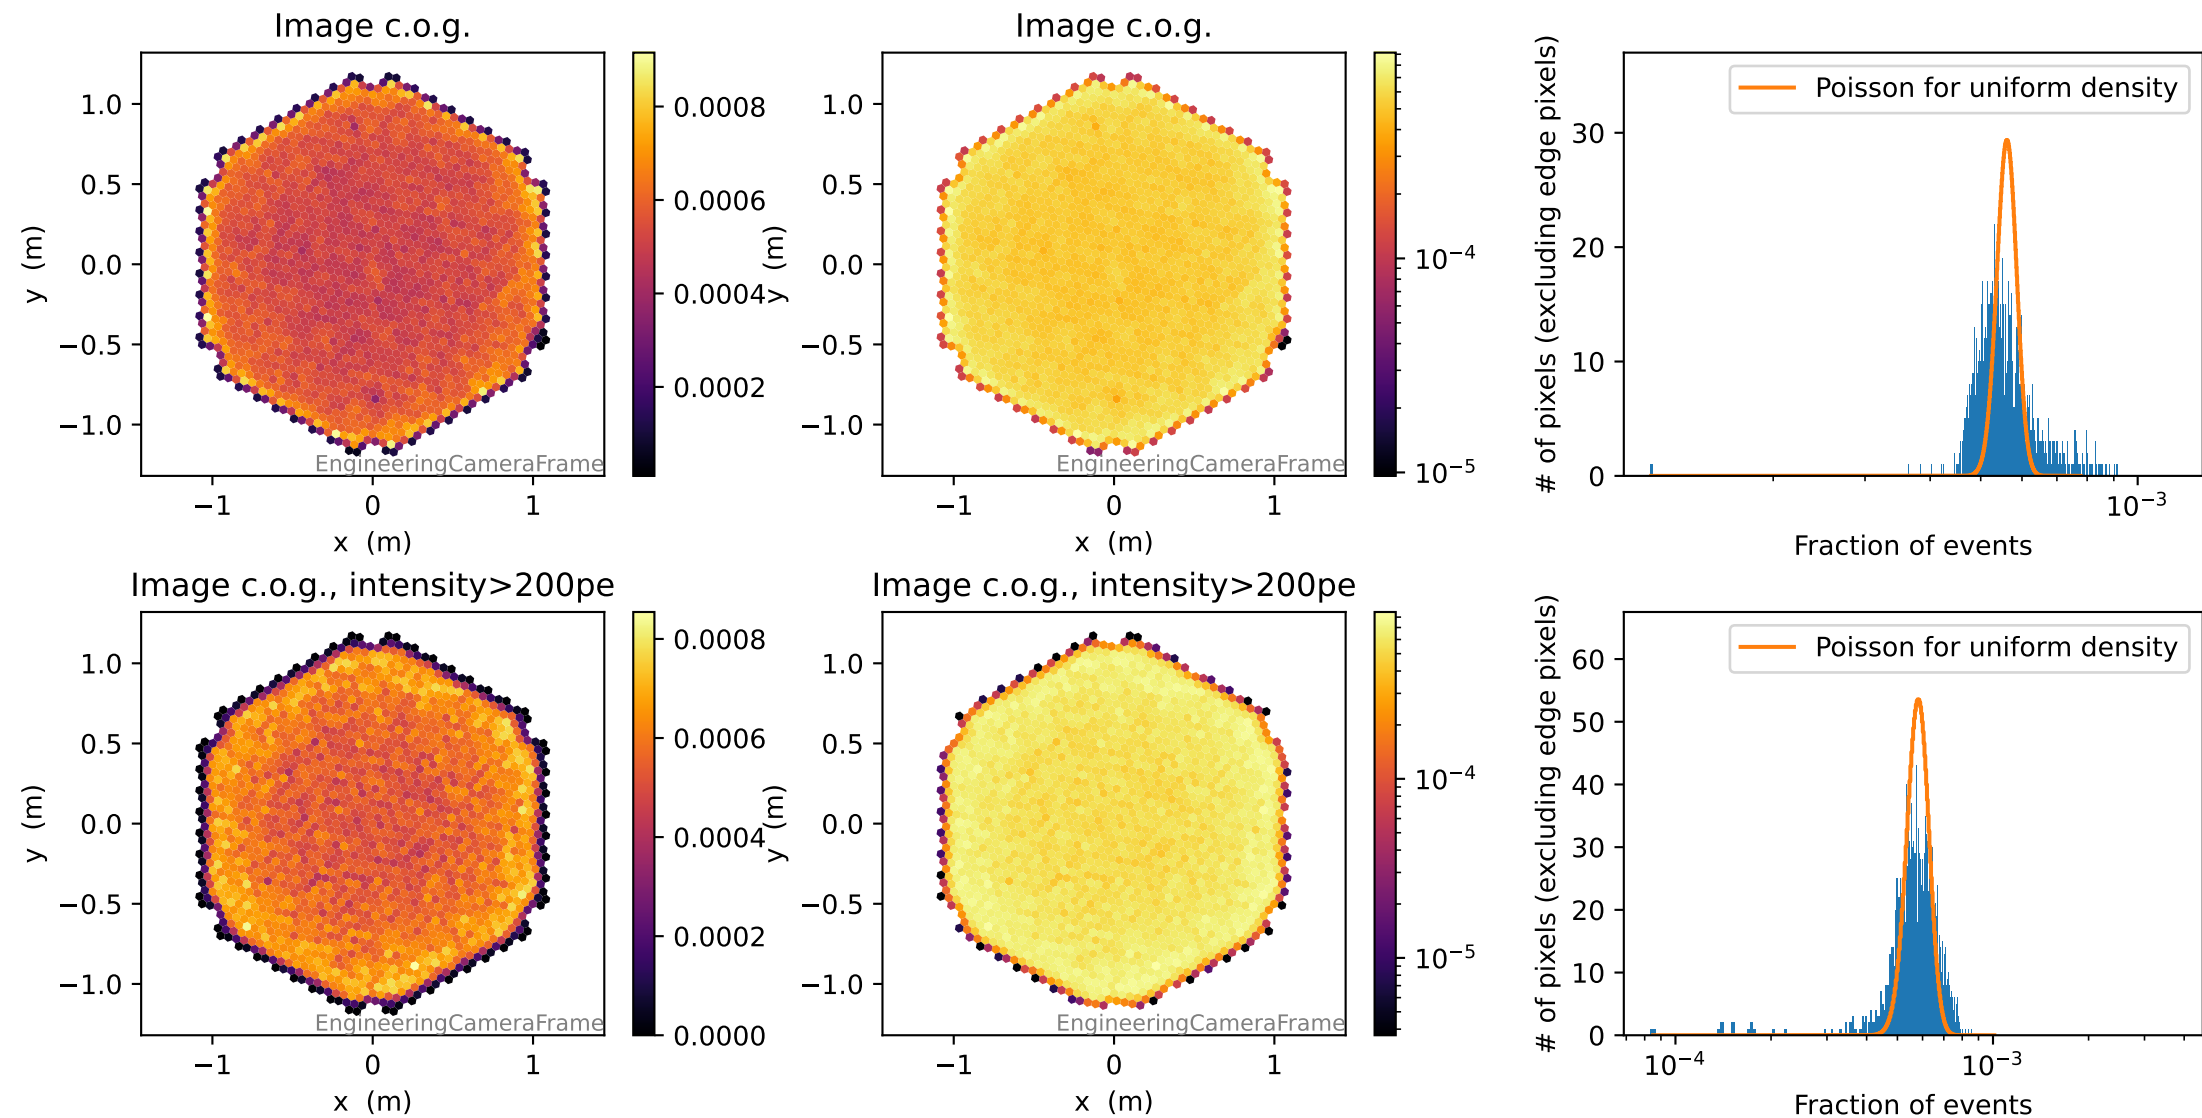 Image c.o.g.
1.0
0.5
0.0
−0.5
−1.0
y (m)
−1
0
1
x (m)
EngineeringCameraFrame
0.0008
0.0006
0.0004
0.0002
Image c.o.g.
1.0
0.5
0.0
−0.5
−1.0
y (m)
−1
0
1
x (m)
EngineeringCameraFrame
10⁻⁴
10⁻⁵
# of pixels (excluding edge pixels)
30
20
10
0
Poisson for uniform density
10⁻³
Fraction of events
Image c.o.g., intensity>200pe
1.0
0.5
0.0
−0.5
−1.0
y (m)
−1
0
1
x (m)
EngineeringCameraFrame
0.0008
0.0006
0.0004
0.0002
0.0000
Image c.o.g., intensity>200pe
1.0
0.5
0.0
−0.5
−1.0
y (m)
−1
0
1
x (m)
EngineeringCameraFrame
10⁻⁴
10⁻⁵
# of pixels (excluding edge pixels)
60
50
40
30
20
10
0
Poisson for uniform density
10⁻⁴
10⁻³
Fraction of events